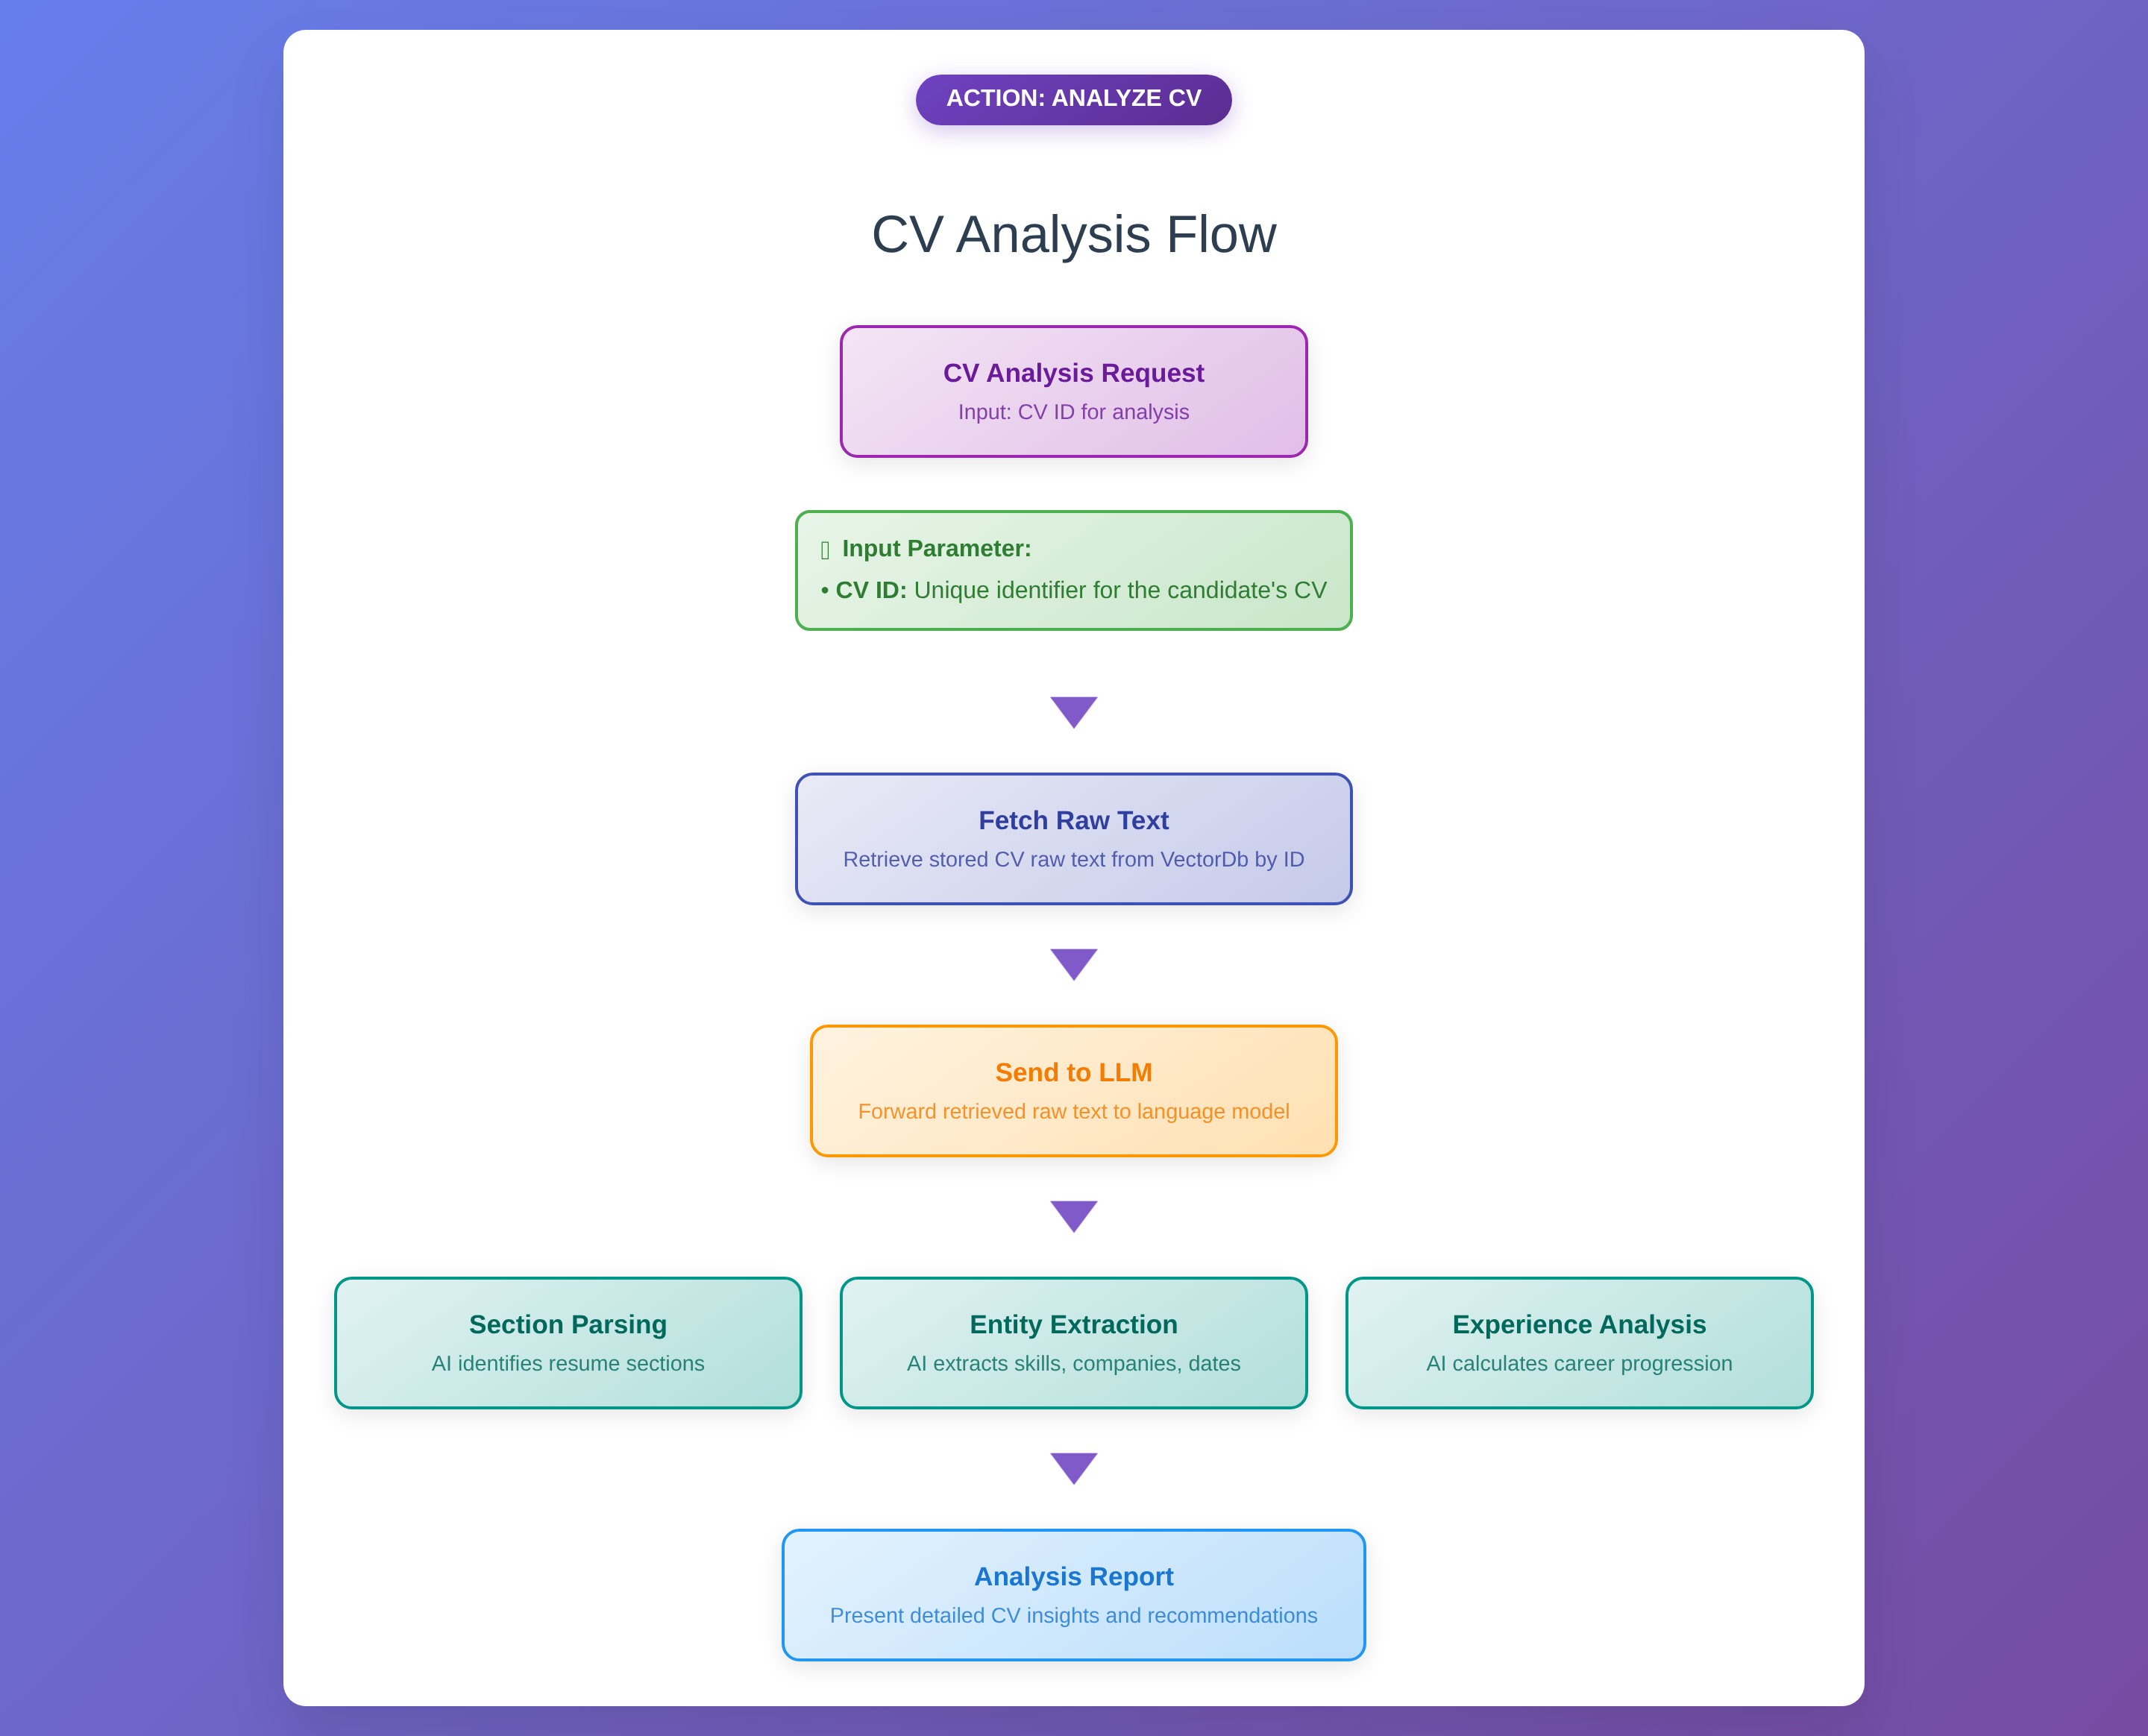 ACTION: ANALYZE CV
CV Analysis Flow
CV Analysis Request
Input: CV ID for analysis
Input Parameter:
• CV ID: Unique identifier for the candidate's CV
Fetch Raw Text
Retrieve stored CV raw text from VectorDb by ID
Send to LLM
Forward retrieved raw text to language model
Section Parsing
AI identifies resume sections
Entity Extraction
AI extracts skills, companies, dates
Experience Analysis
AI calculates career progression
Analysis Report
Present detailed CV insights and recommendations